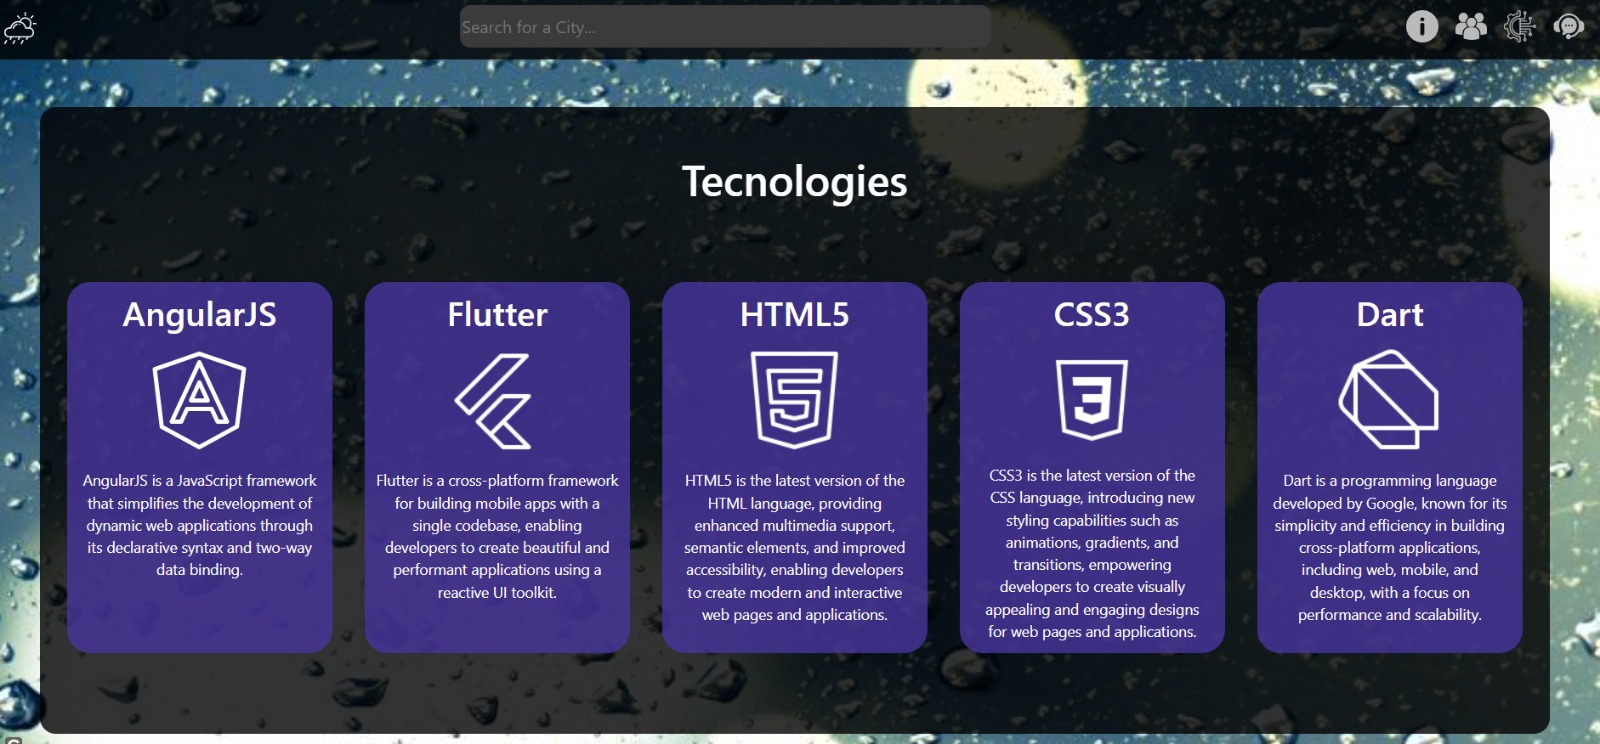 Search for a City...
Tecnologies
AngularJS
AngularJS is a JavaScript framework
that simplifies the development of
dynamic web applications through
its declarative syntax and two-way
data binding.
Flutter
Flutter is a cross-platform framework
for building mobile apps with a
single codebase, enabling
developers to create beautiful and
performant applications using a
reactive UI toolkit.
HTML5
5
HTML5 is the latest version of the
HTML language, providing
enhanced multimedia support,
semantic elements, and improved
accessibility, enabling developers
to create modern and interactive
web pages and applications.
CSS3
3
CSS3 is the latest version of the
CSS language, introducing new
styling capabilities such as
animations, gradients, and
transitions, empowering
developers to create visually
appealing and engaging designs
for web pages and applications.
Dart
Dart is a programming language
developed by Google, known for its
simplicity and efficiency in building
cross-platform applications,
including web, mobile, and
desktop, with a focus on
performance and scalability.